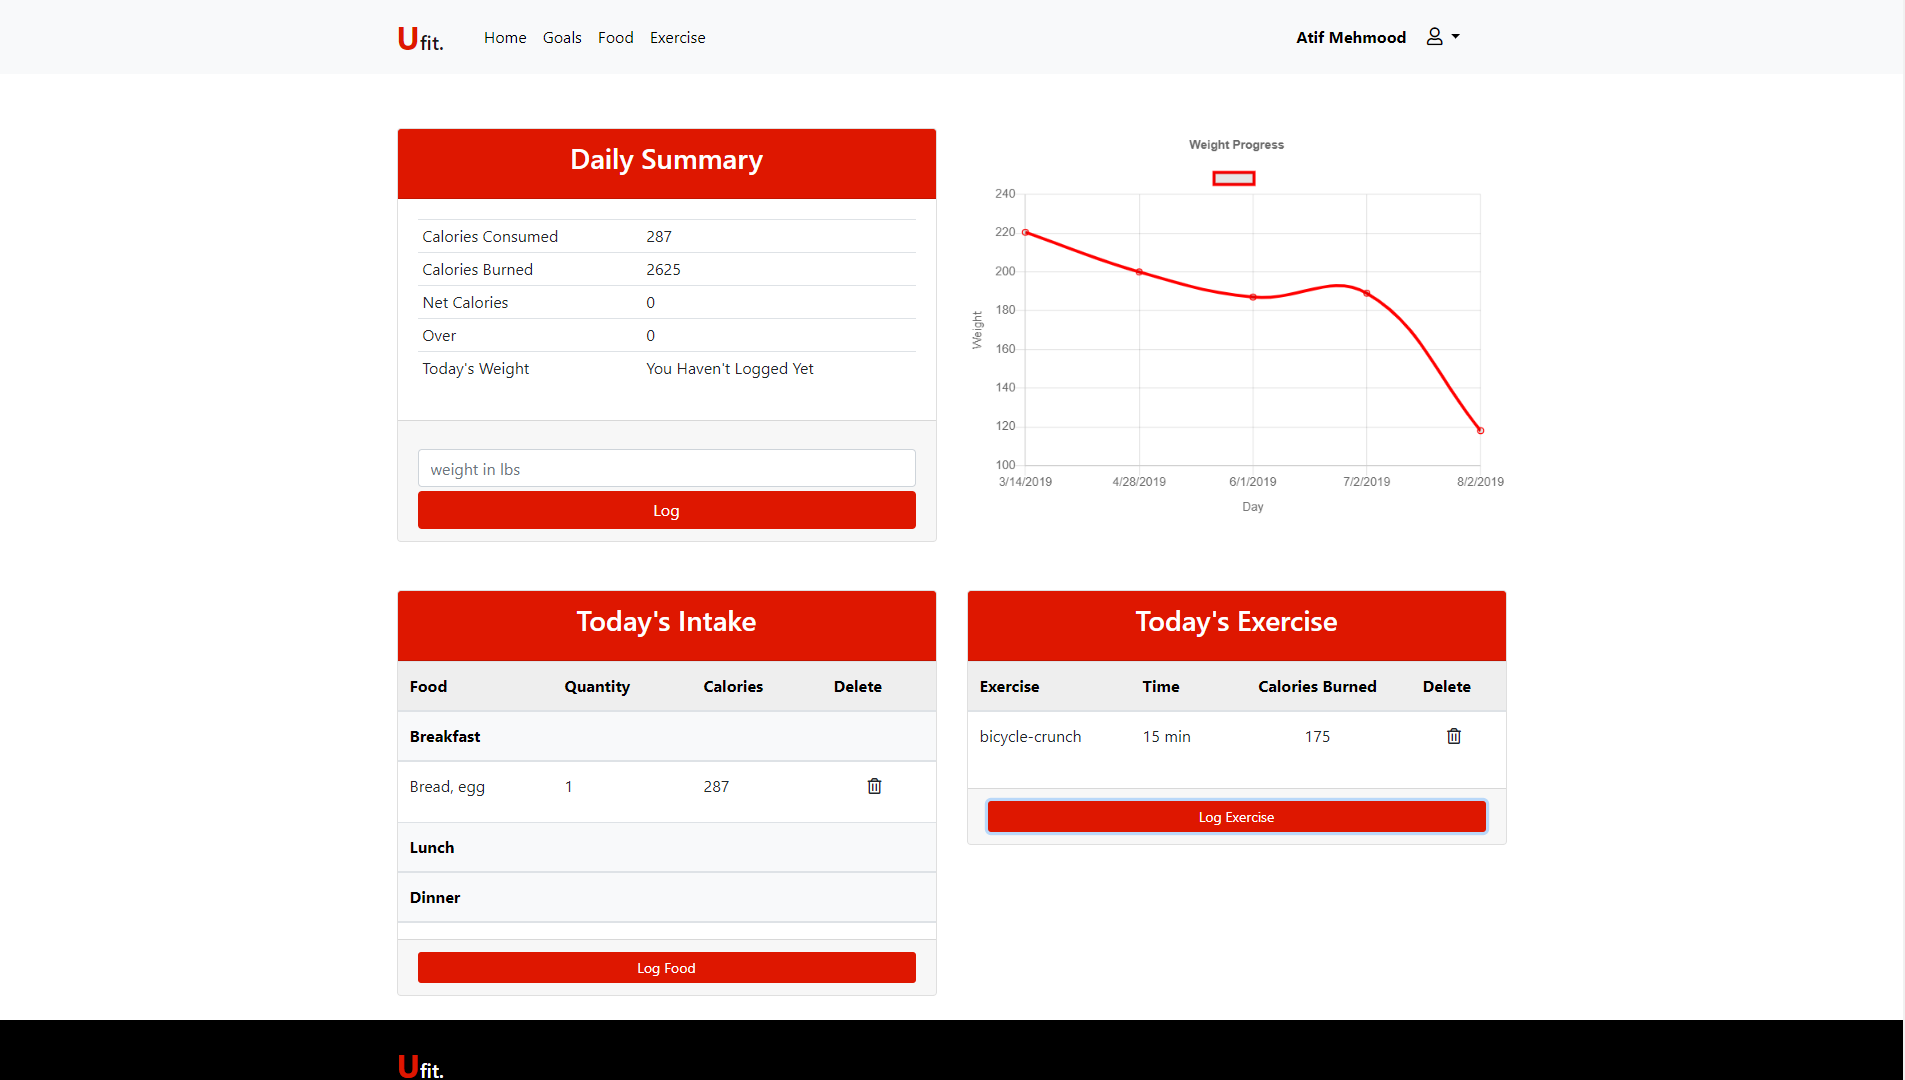 Ufit.
Home Goals Food Exercise
Atif Mehmood
Daily Summary
Calories Consumed 287
Calories Burned 2625
Net Calories 0
Over 0
Today's Weight You Haven't Logged Yet
weight in lbs
Log
Weight Progress
240
220
200
180
160
140
120
100
Weight
3/14/2019 4/28/2019 6/1/2019 7/2/2019 8/2/2019
Day
Today's Intake
Food Quantity Calories Delete
Breakfast
Bread, egg 1 287
Lunch
Dinner
Log Food
Today's Exercise
Exercise Time Calories Burned Delete
bicycle-crunch 15 min 175
Log Exercise
Ufit.